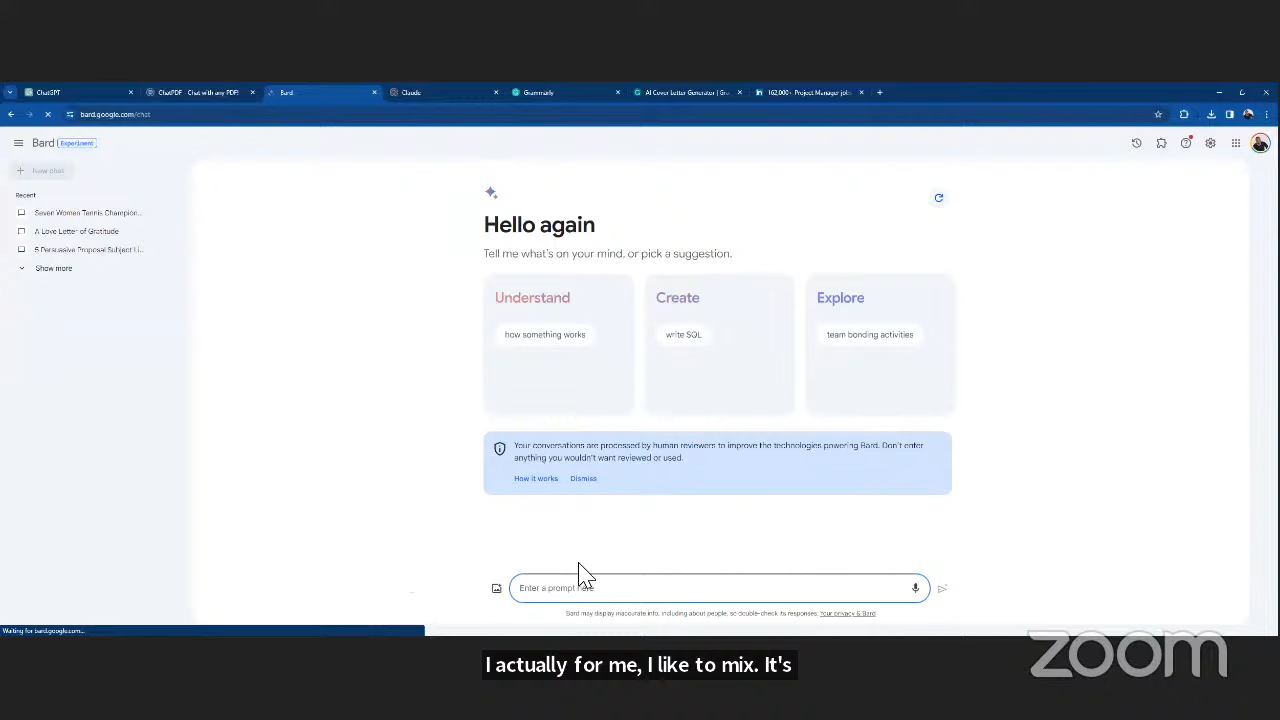 ChatGPT
ChatPDF - Chat with any PDF!
Bard
Claude
Grammarly
AI Cover Letter Generator | Gra
162,000+ Project Manager job
bard.google.com/chat
Bard Experiment
New chat
Recent
Seven Women Tennis Champion...
A Love Letter of Gratitude
5 Persuasive Proposal Subject Li...
Show more
Hello again
Tell me what's on your mind, or pick a suggestion.
Understand
how something works
Create
write SQL
Explore
team bonding activities
Your conversations are processed by human reviewers to improve the technologies powering Bard. Don't enter
anything you wouldn't want reviewed or used.
How it works Dismiss
Enter a prompt here
Bard may display inaccurate info, including about people, so double-check its responses. Your privacy & Bard
Waiting for bard.google.com...
I actually for me, I like to mix. It's
zoom